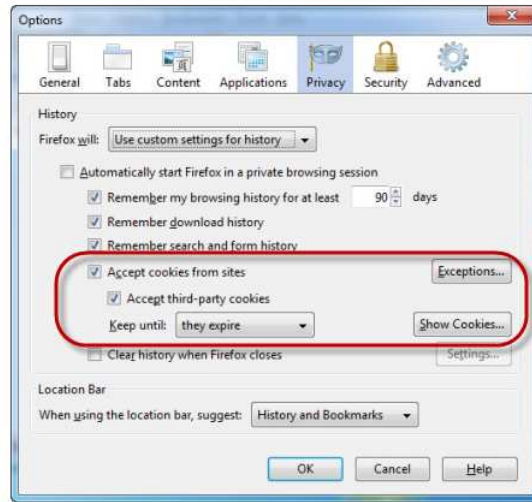 Options
General Tabs Content Applications Privacy Security Advanced
History
Firefox will: Use custom settings for history
Automatically start Firefox in a private browsing session
Remember my browsing history for at least 90 days
Remember download history
Remember search and form history
Accept cookies from sites Exceptions...
Accept third-party cookies
Keep until: they expire Show Cookies...
Clear history when Firefox closes Settings...
Location Bar
When using the location bar, suggest: History and Bookmarks
OK Cancel Help